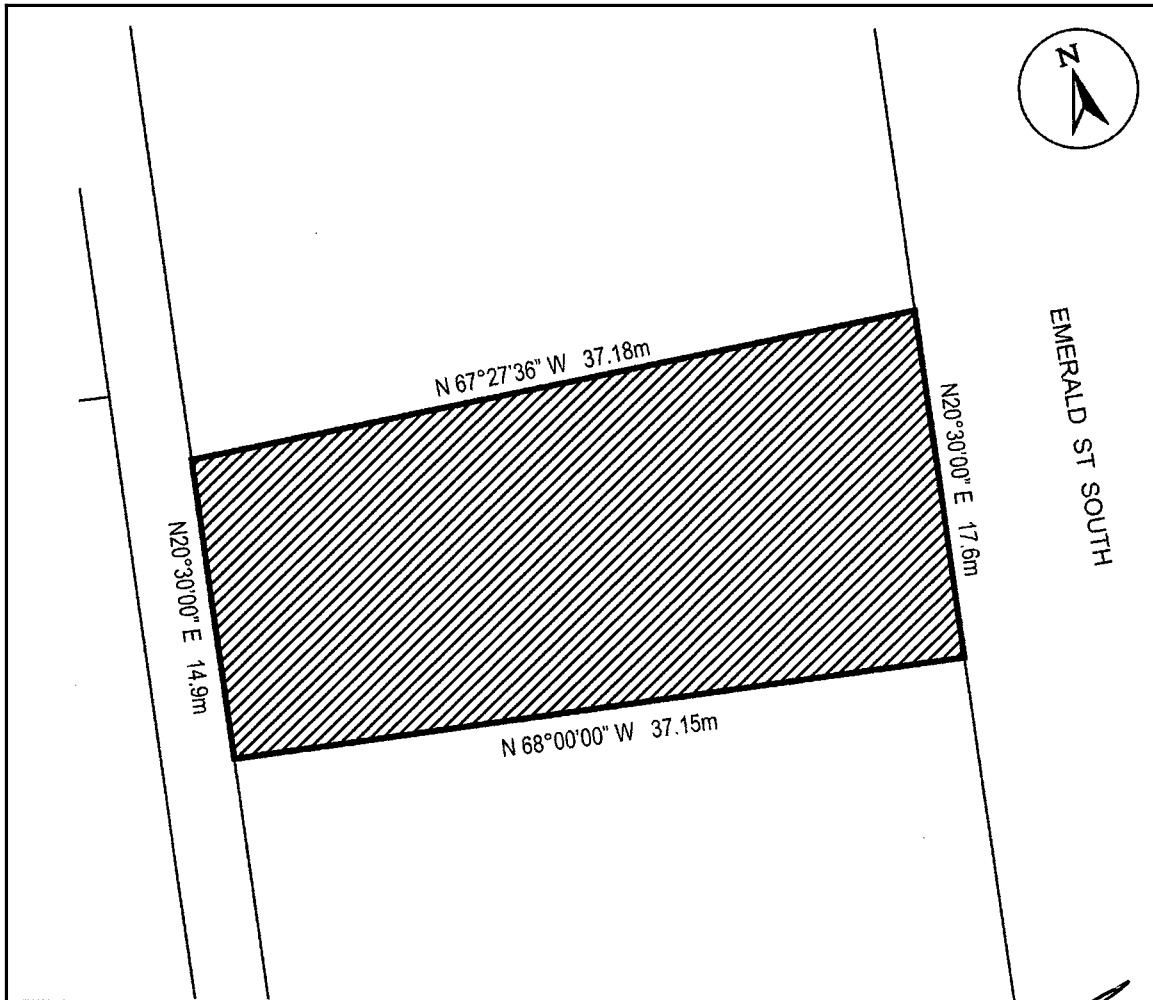 N
EMERALD ST SOUTH
N 67°27'36" W 37.18m
N20°30'00" E 17.6m
N20°30'00" E 14.9m
N 68°00'00" W 37.15m